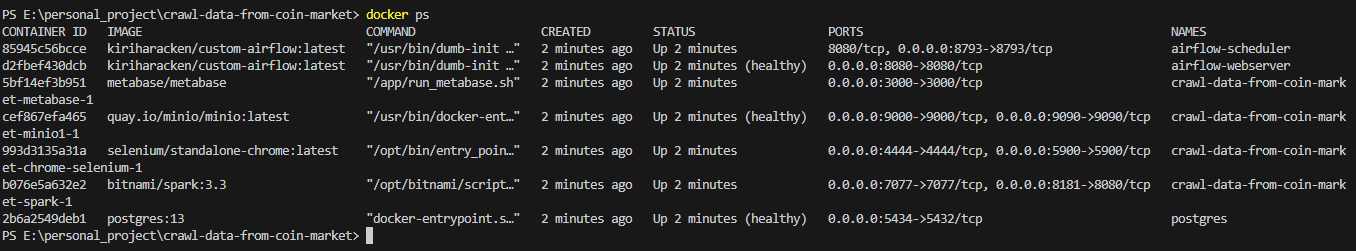 PS E:\personal_project\crawl-data-from-coin-market> docker ps
CONTAINER ID   IMAGE                               COMMAND                  CREATED         STATUS                   PORTS                                            NAMES
85945c56bcce   kiriharacken/custom-airflow:latest   "/usr/bin/dumb-init …"   2 minutes ago   Up 2 minutes             8080/tcp, 0.0.0.0:8793->8793/tcp                 airflow-scheduler
d2fbef430dcb   kiriharacken/custom-airflow:latest   "/usr/bin/dumb-init …"   2 minutes ago   Up 2 minutes (healthy)   0.0.0.0:8080->8080/tcp                           airflow-webserver
5bf14ef3b951   metabase/metabase                    "/app/run_metabase.sh"   2 minutes ago   Up 2 minutes             0.0.0.0:3000->3000/tcp                           crawl-data-from-coin-mark
et-metabase-1
cef867efa465   quay.io/minio/minio:latest           "/usr/bin/docker-ent…"   2 minutes ago   Up 2 minutes (healthy)   0.0.0.0:9000->9000/tcp, 0.0.0.0:9090->9090/tcp   crawl-data-from-coin-mark
et-minio1-1
993d3135a31a   selenium/standalone-chrome:latest    "/opt/bin/entry_poin…"   2 minutes ago   Up 2 minutes             0.0.0.0:4444->4444/tcp, 0.0.0.0:5900->5900/tcp   crawl-data-from-coin-mark
et-chrome-selenium-1
b076e5a632e2   bitnami/spark:3.3                    "/opt/bitnami/script…"   2 minutes ago   Up 2 minutes             0.0.0.0:7077->7077/tcp, 0.0.0.0:8181->8080/tcp   crawl-data-from-coin-mark
et-spark-1
2b6a2549deb1   postgres:13                          "docker-entrypoint.s…"   2 minutes ago   Up 2 minutes (healthy)   0.0.0.0:5434->5432/tcp                           postgres
PS E:\personal_project\crawl-data-from-coin-market>